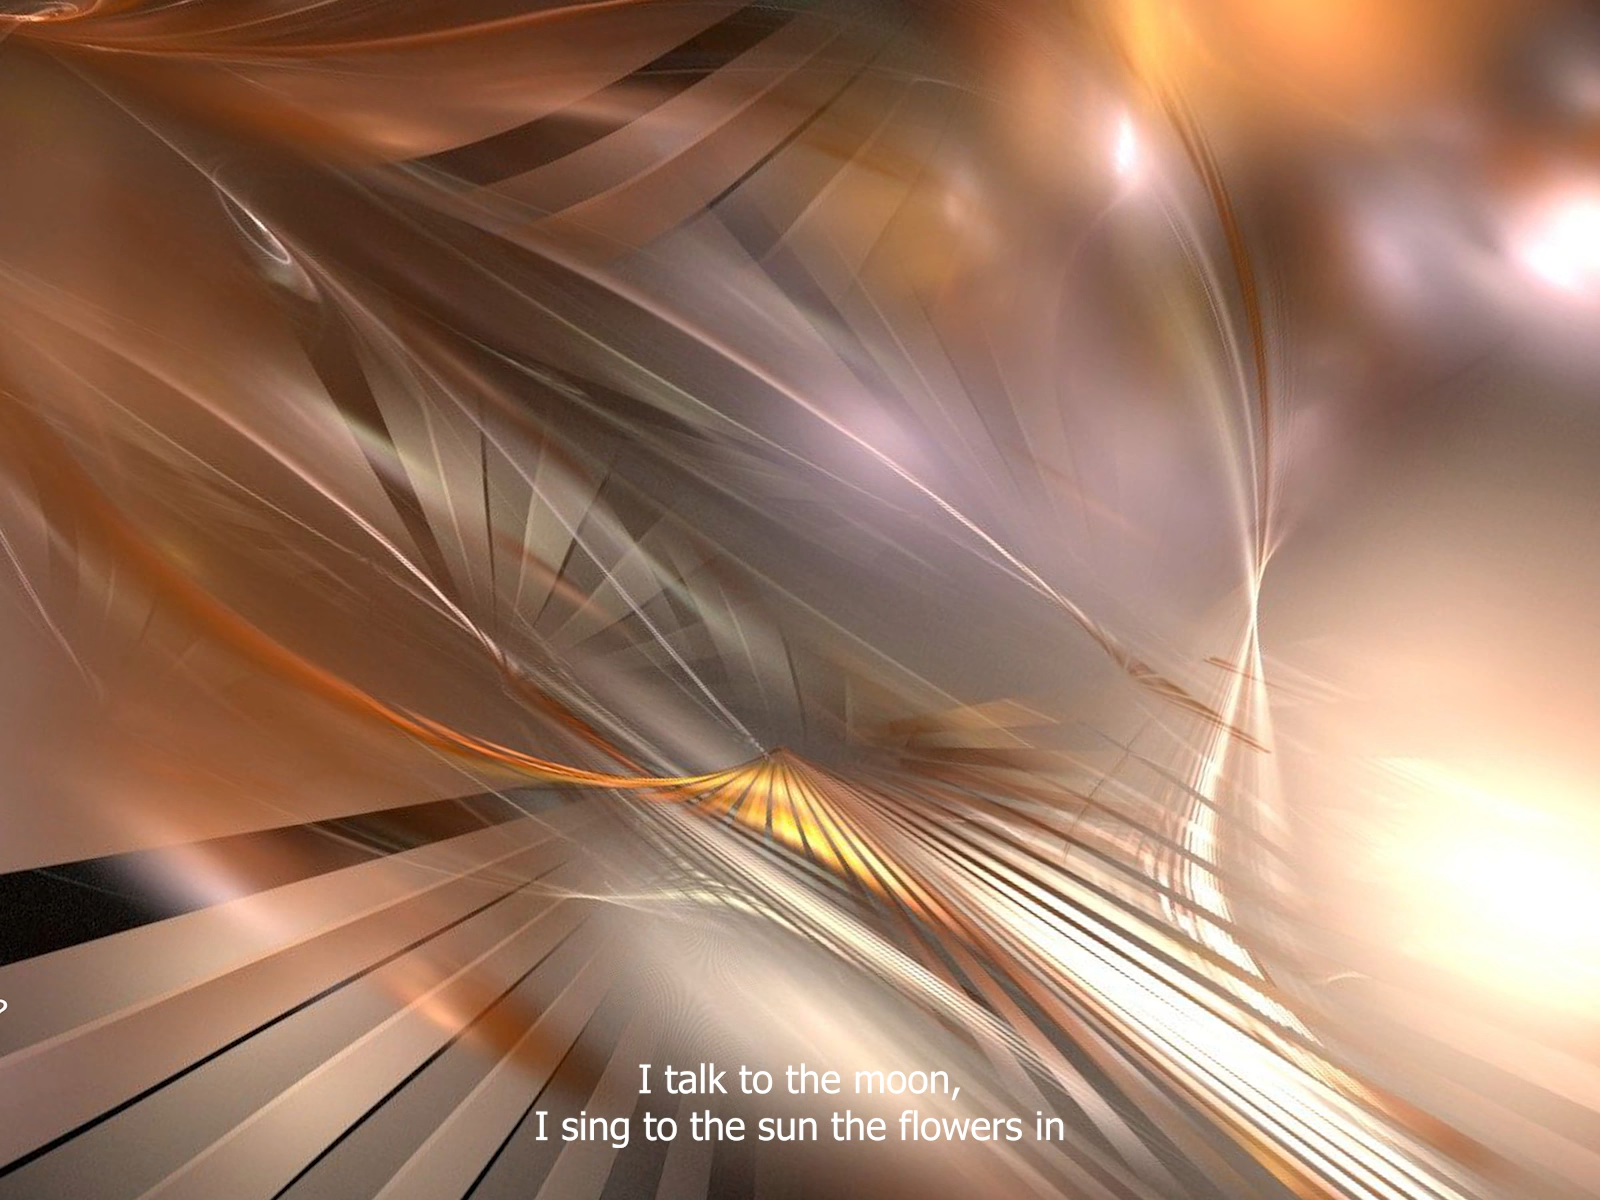 I talk to the moon,
I sing to the sun the flowers in